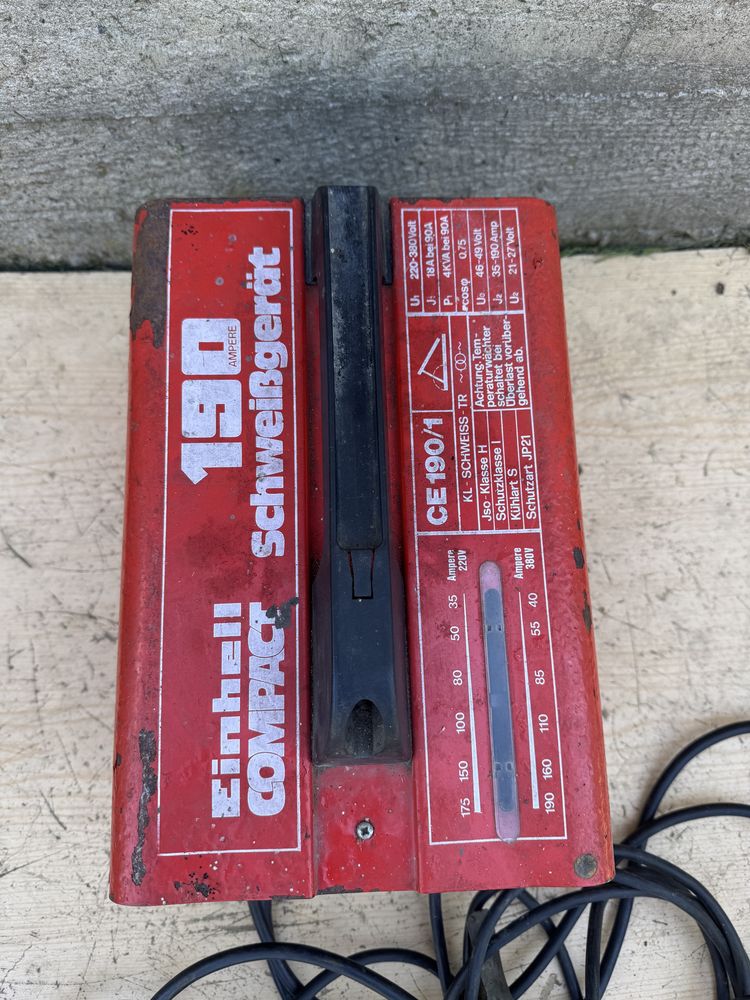 Einhell 190
AMPERE
COMPACT schweißgerät
CE 190/1
KL - SCHWEISS - TR
Jso - Klasse H
Schutzklasse I
Kühlart S
Schutzart JP21
Achtung, Tem-
peraturwächter
schaltet bei
Überlast vorüber-
gehend ab.
U₁ 220-380 Volt
J₁ 18 A bei 90A
P₁ 4KVA bei 90A
cosφ 0,75
U₀ 46-49 Volt
J₂ 35-190 Amp
U₂ 21-27 Volt
Ampere
220V
175 150 100 80 50 35
Ampere
380V
190 160 110 85 55 40